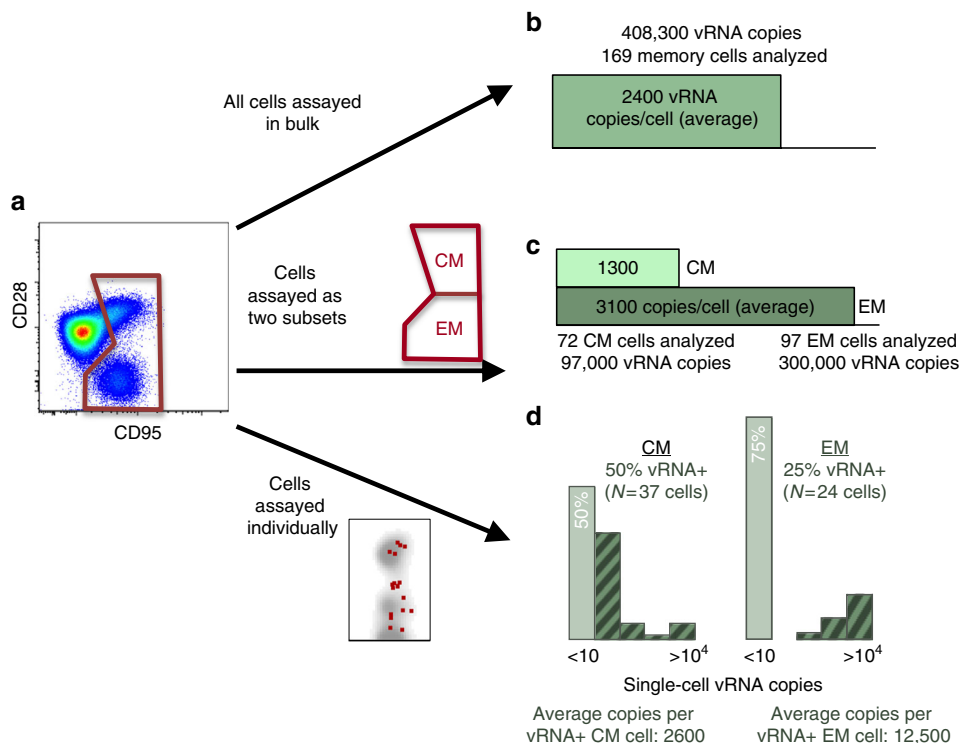 b
408,300 vRNA copies
169 memory cells analyzed
2400 vRNA
copies/cell (average)
All cells assayed
in bulk
a
CD28
CD95
Cells
assayed as
two subsets
CM
EM
c
1300
CM
3100 copies/cell (average)
EM
72 CM cells analyzed
97,000 vRNA copies
97 EM cells analyzed
300,000 vRNA copies
Cells
assayed
individually
d
CM
50% vRNA+
(N=37 cells)
50%
<10
>10⁴
75%
EM
25% vRNA+
(N=24 cells)
<10
>10⁴
Single-cell vRNA copies
Average copies per
vRNA+ CM cell: 2600
Average copies per
vRNA+ EM cell: 12,500